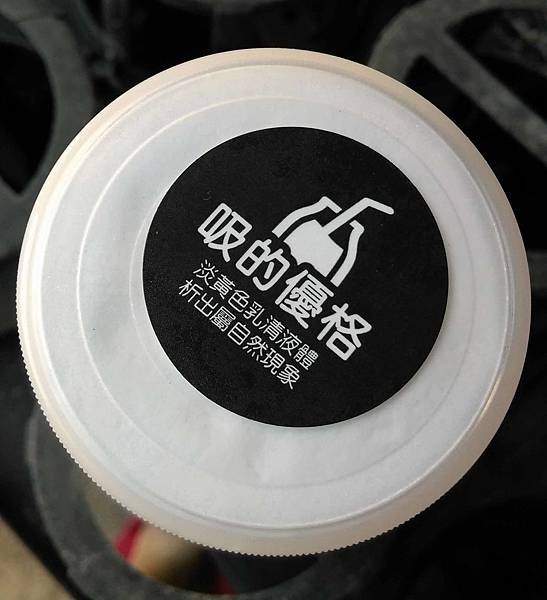 吸的優格
淡黃色乳清液體
析出屬自然現象